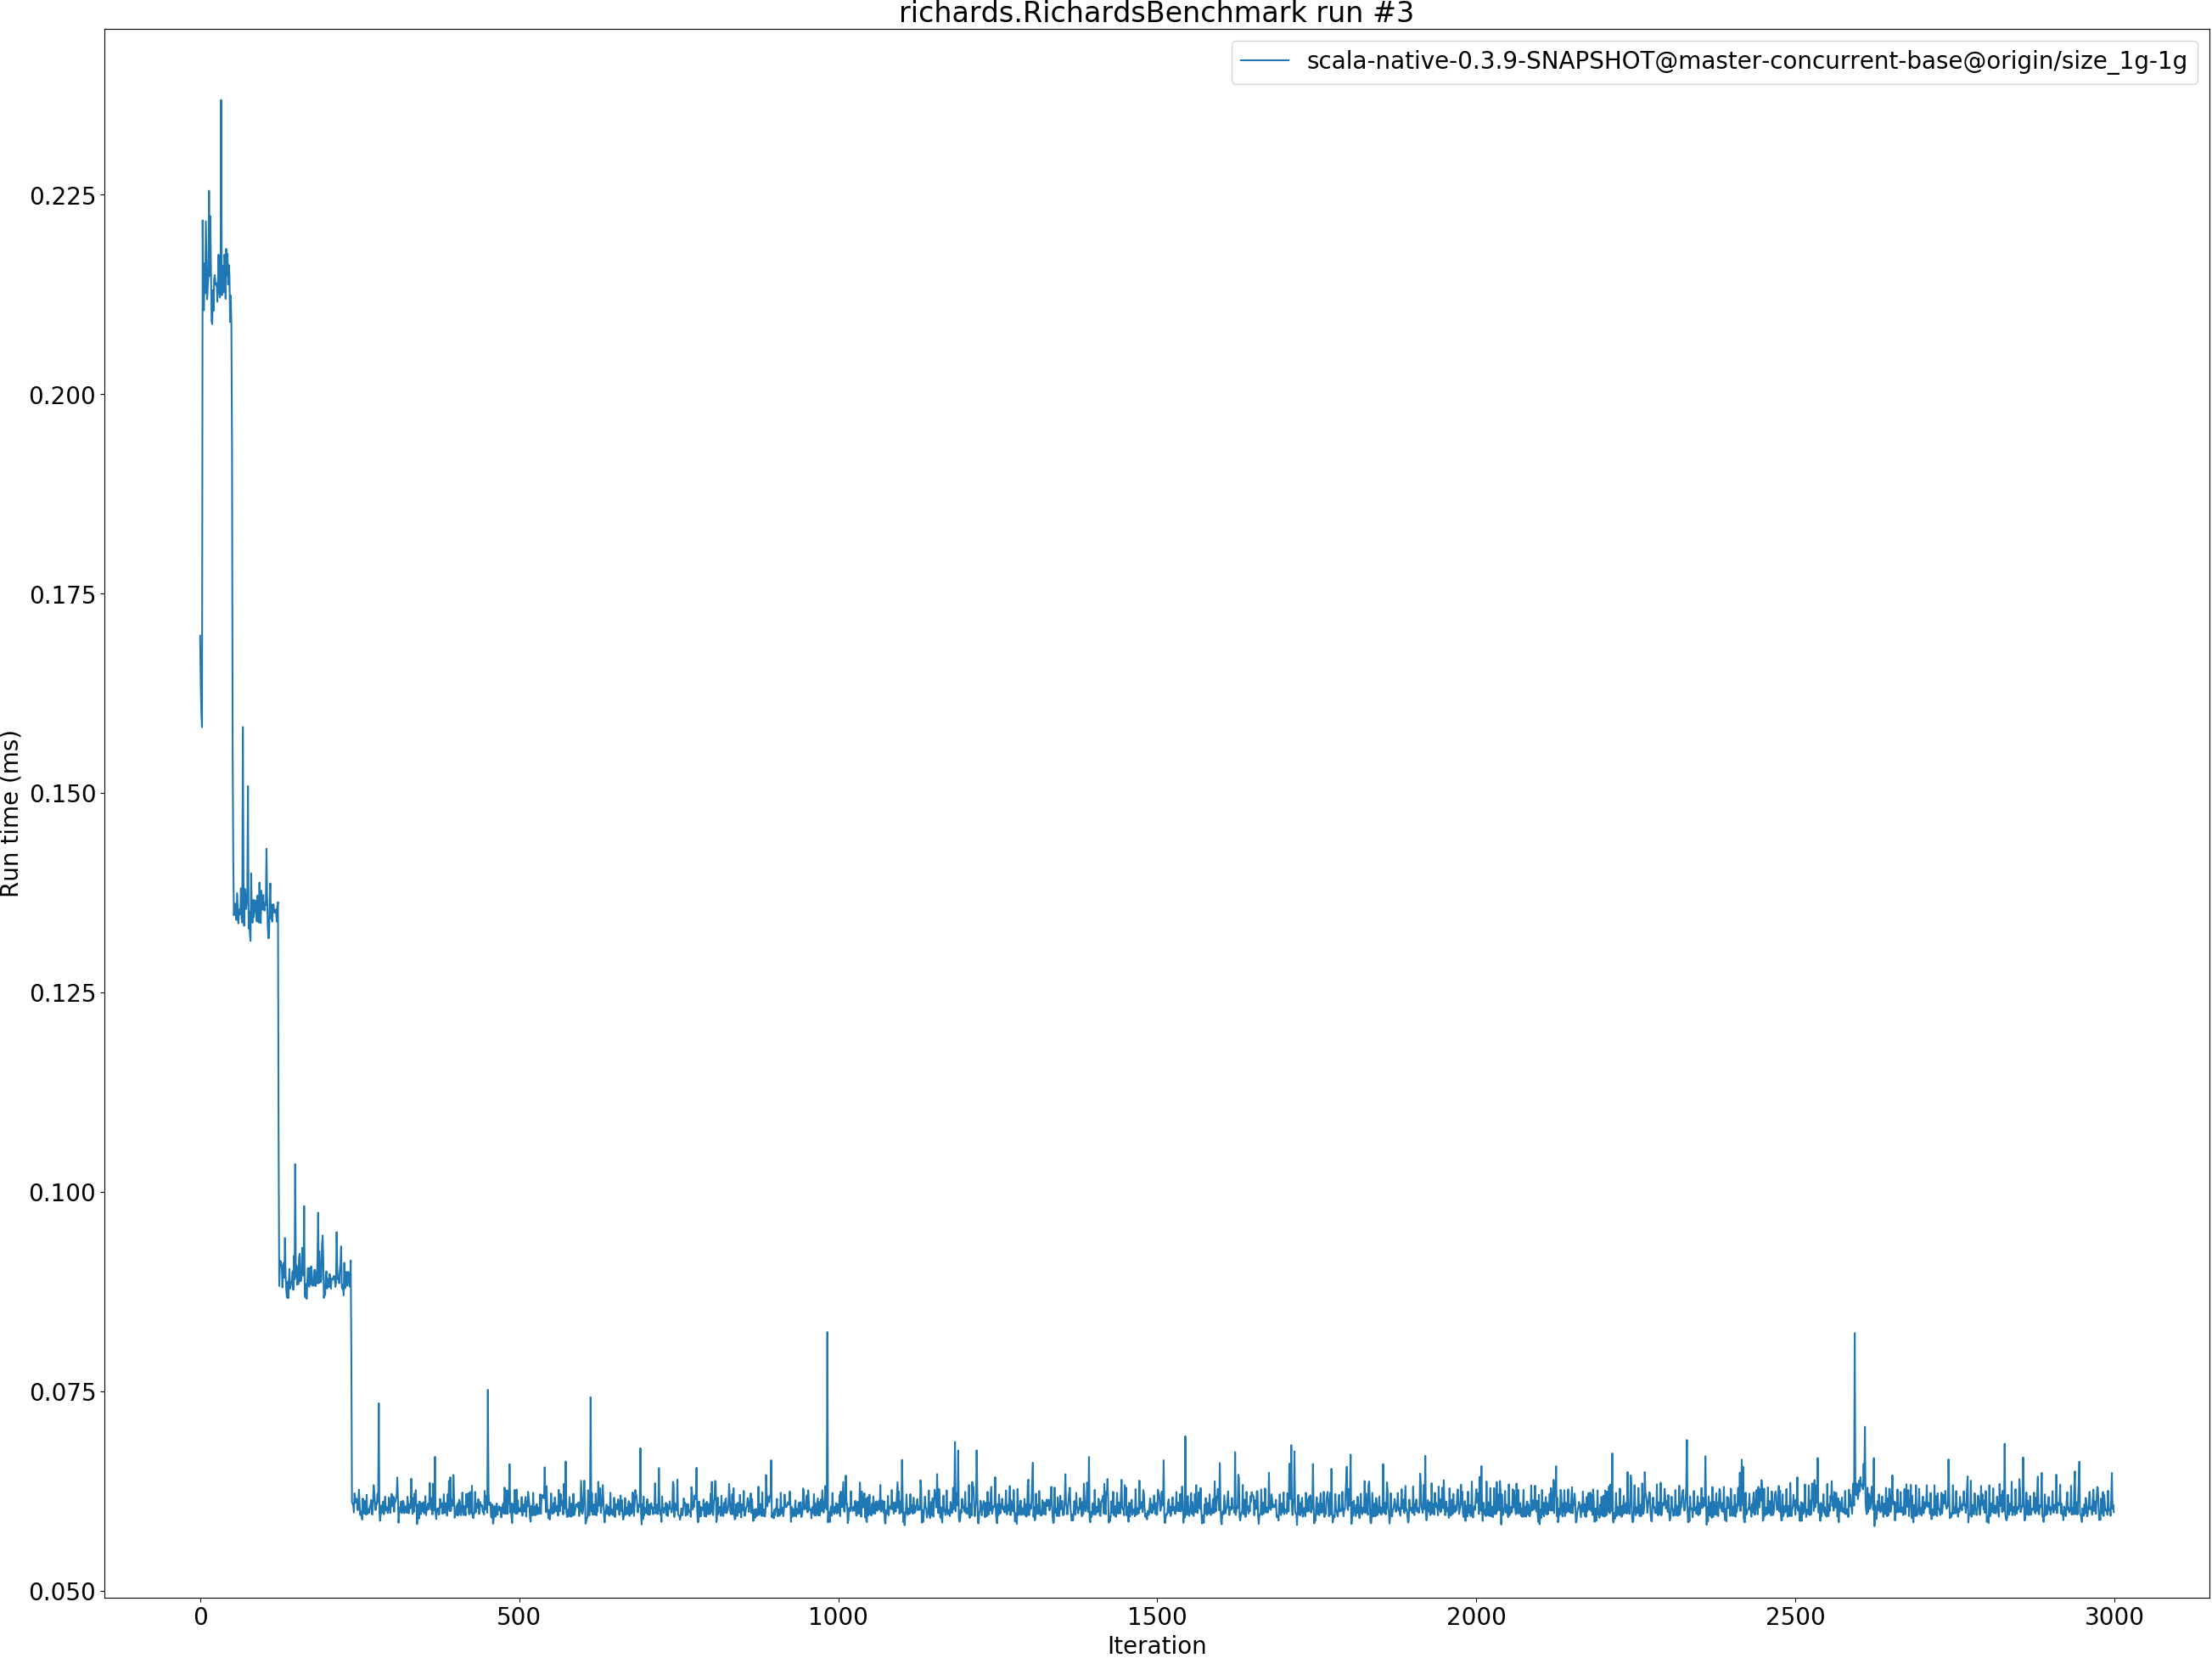 richards.RichardsBenchmark run #3
scala-native-0.3.9-SNAPSHOT@master-concurrent-base@origin/size_1g-1g
Run time (ms)
0.225
0.200
0.175
0.150
0.125
0.100
0.075
0.050
0 500 1000 1500 2000 2500 3000
Iteration